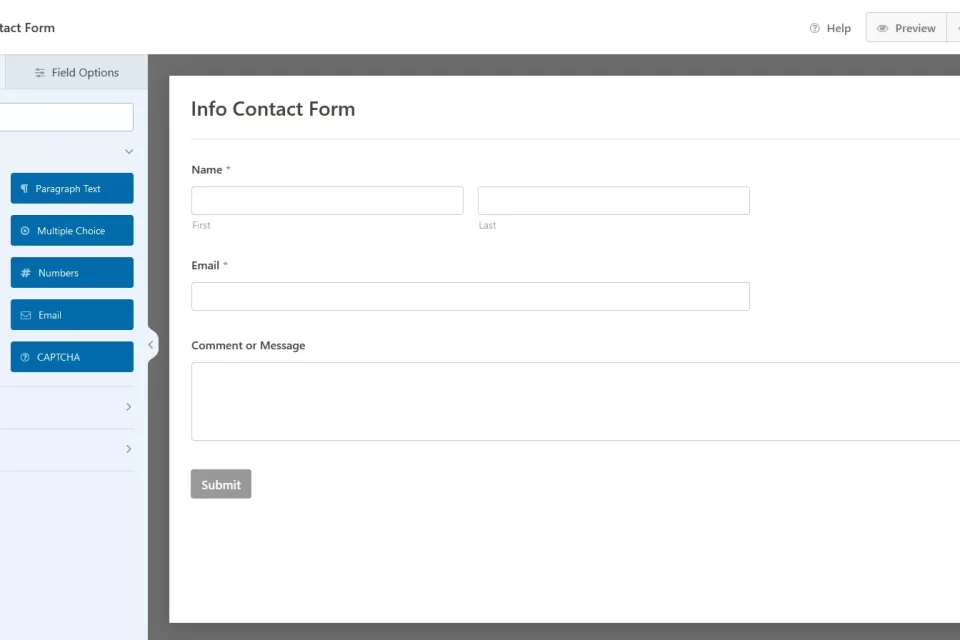 tact Form
Help
Preview
Field Options
Paragraph Text
Multiple Choice
Numbers
Email
CAPTCHA
Info Contact Form
Name *
First
Last
Email *
Comment or Message
Submit